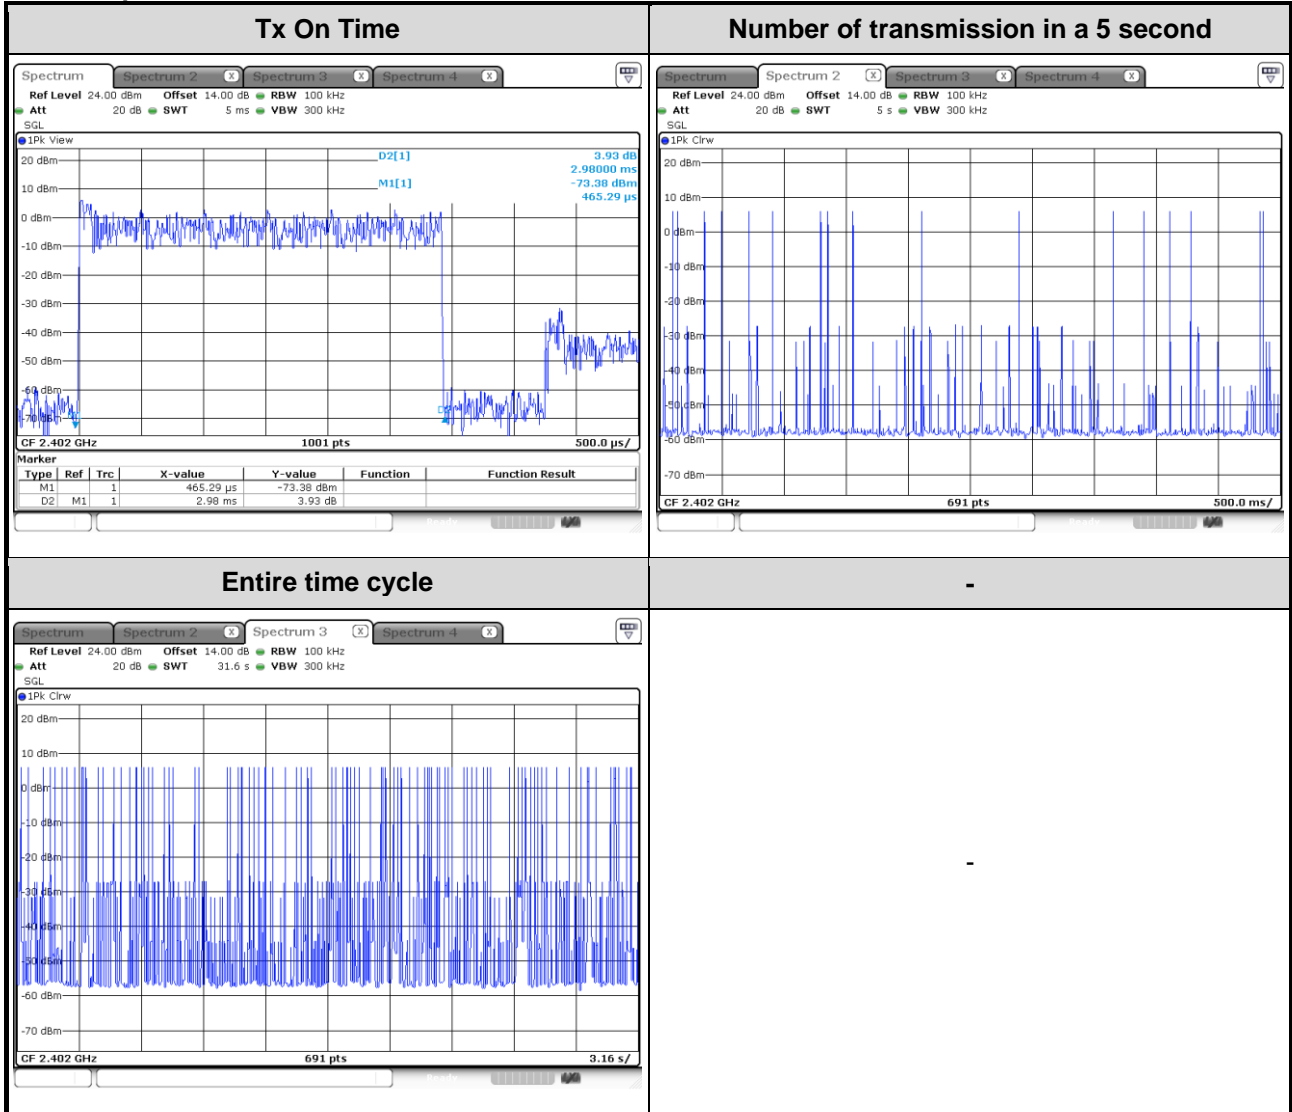 Tx On Time
Number of transmission in a 5 second
Spectrum Spectrum 2 X Spectrum 3 X Spectrum 4 X
Ref Level 24.00 dBm Offset 14.00 dB RBW 100 kHz
Att 20 dB SWT 5 ms VBW 300 kHz
SGL
1Pk View
D2[1] 3.93 dB
2.98000 ms
M1[1] -73.38 dBm
465.29 µs
20 dBm
10 dBm
0 dBm
-10 dBm
-20 dBm
-30 dBm
-40 dBm
-50 dBm
-60 dBm
-70 dBm
CF 2.402 GHz 1001 pts 500.0 µs/
Marker
Type Ref Trc X-value Y-value Function Function Result
M1 1 465.29 µs -73.38 dBm
D2 M1 1 2.98 ms 3.93 dB
Spectrum Spectrum 2 X Spectrum 3 X Spectrum 4 X
Ref Level 24.00 dBm Offset 14.00 dB RBW 100 kHz
Att 20 dB SWT 5 s VBW 300 kHz
SGL
1Pk Clrw
20 dBm
10 dBm
0 dBm
-10 dBm
-20 dBm
-30 dBm
-40 dBm
-50 dBm
-60 dBm
-70 dBm
CF 2.402 GHz 691 pts 500.0 ms/
Entire time cycle
-
Spectrum Spectrum 2 X Spectrum 3 X Spectrum 4 X
Ref Level 24.00 dBm Offset 14.00 dB RBW 100 kHz
Att 20 dB SWT 31.6 s VBW 300 kHz
SGL
1Pk Clrw
20 dBm
10 dBm
0 dBm
-10 dBm
-20 dBm
-30 dBm
-40 dBm
-50 dBm
-60 dBm
-70 dBm
CF 2.402 GHz 691 pts 3.16 s/
-